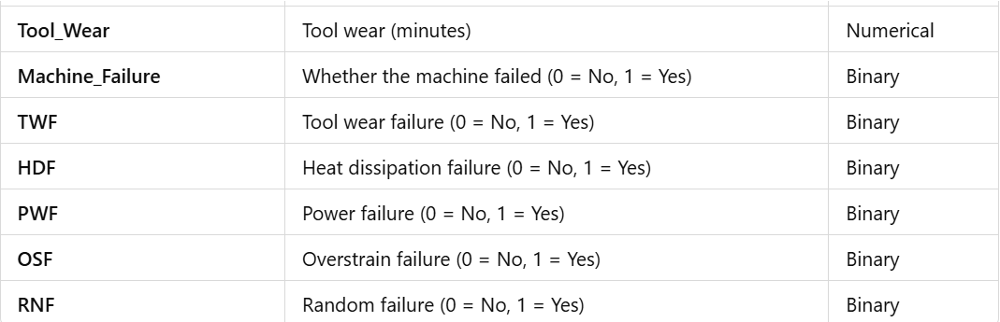 Tool_Wear Tool wear (minutes) Numerical
Machine_Failure Whether the machine failed (0 = No, 1 = Yes) Binary
TWF Tool wear failure (0 = No, 1 = Yes) Binary
HDF Heat dissipation failure (0 = No, 1 = Yes) Binary
PWF Power failure (0 = No, 1 = Yes) Binary
OSF Overstrain failure (0 = No, 1 = Yes) Binary
RNF Random failure (0 = No, 1 = Yes) Binary